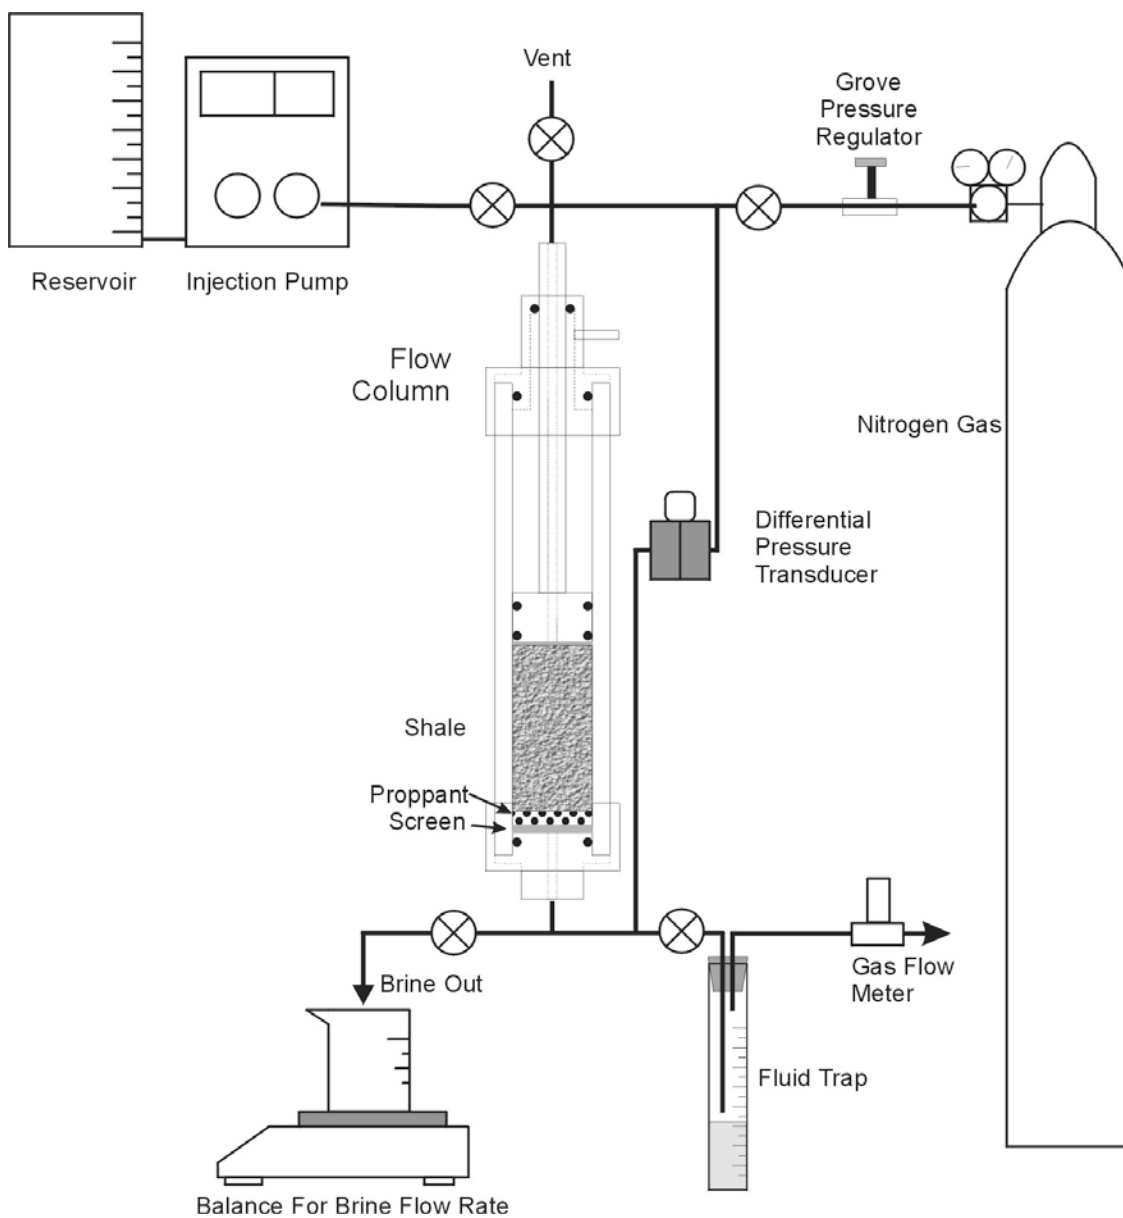 Vent
Grove
Pressure
Regulator
Reservoir
Injection Pump
Flow
Column
Nitrogen Gas
Differential
Pressure
Transducer
Shale
Proppant
Screen
Brine Out
Gas Flow
Meter
Fluid Trap
Balance For Brine Flow Rate